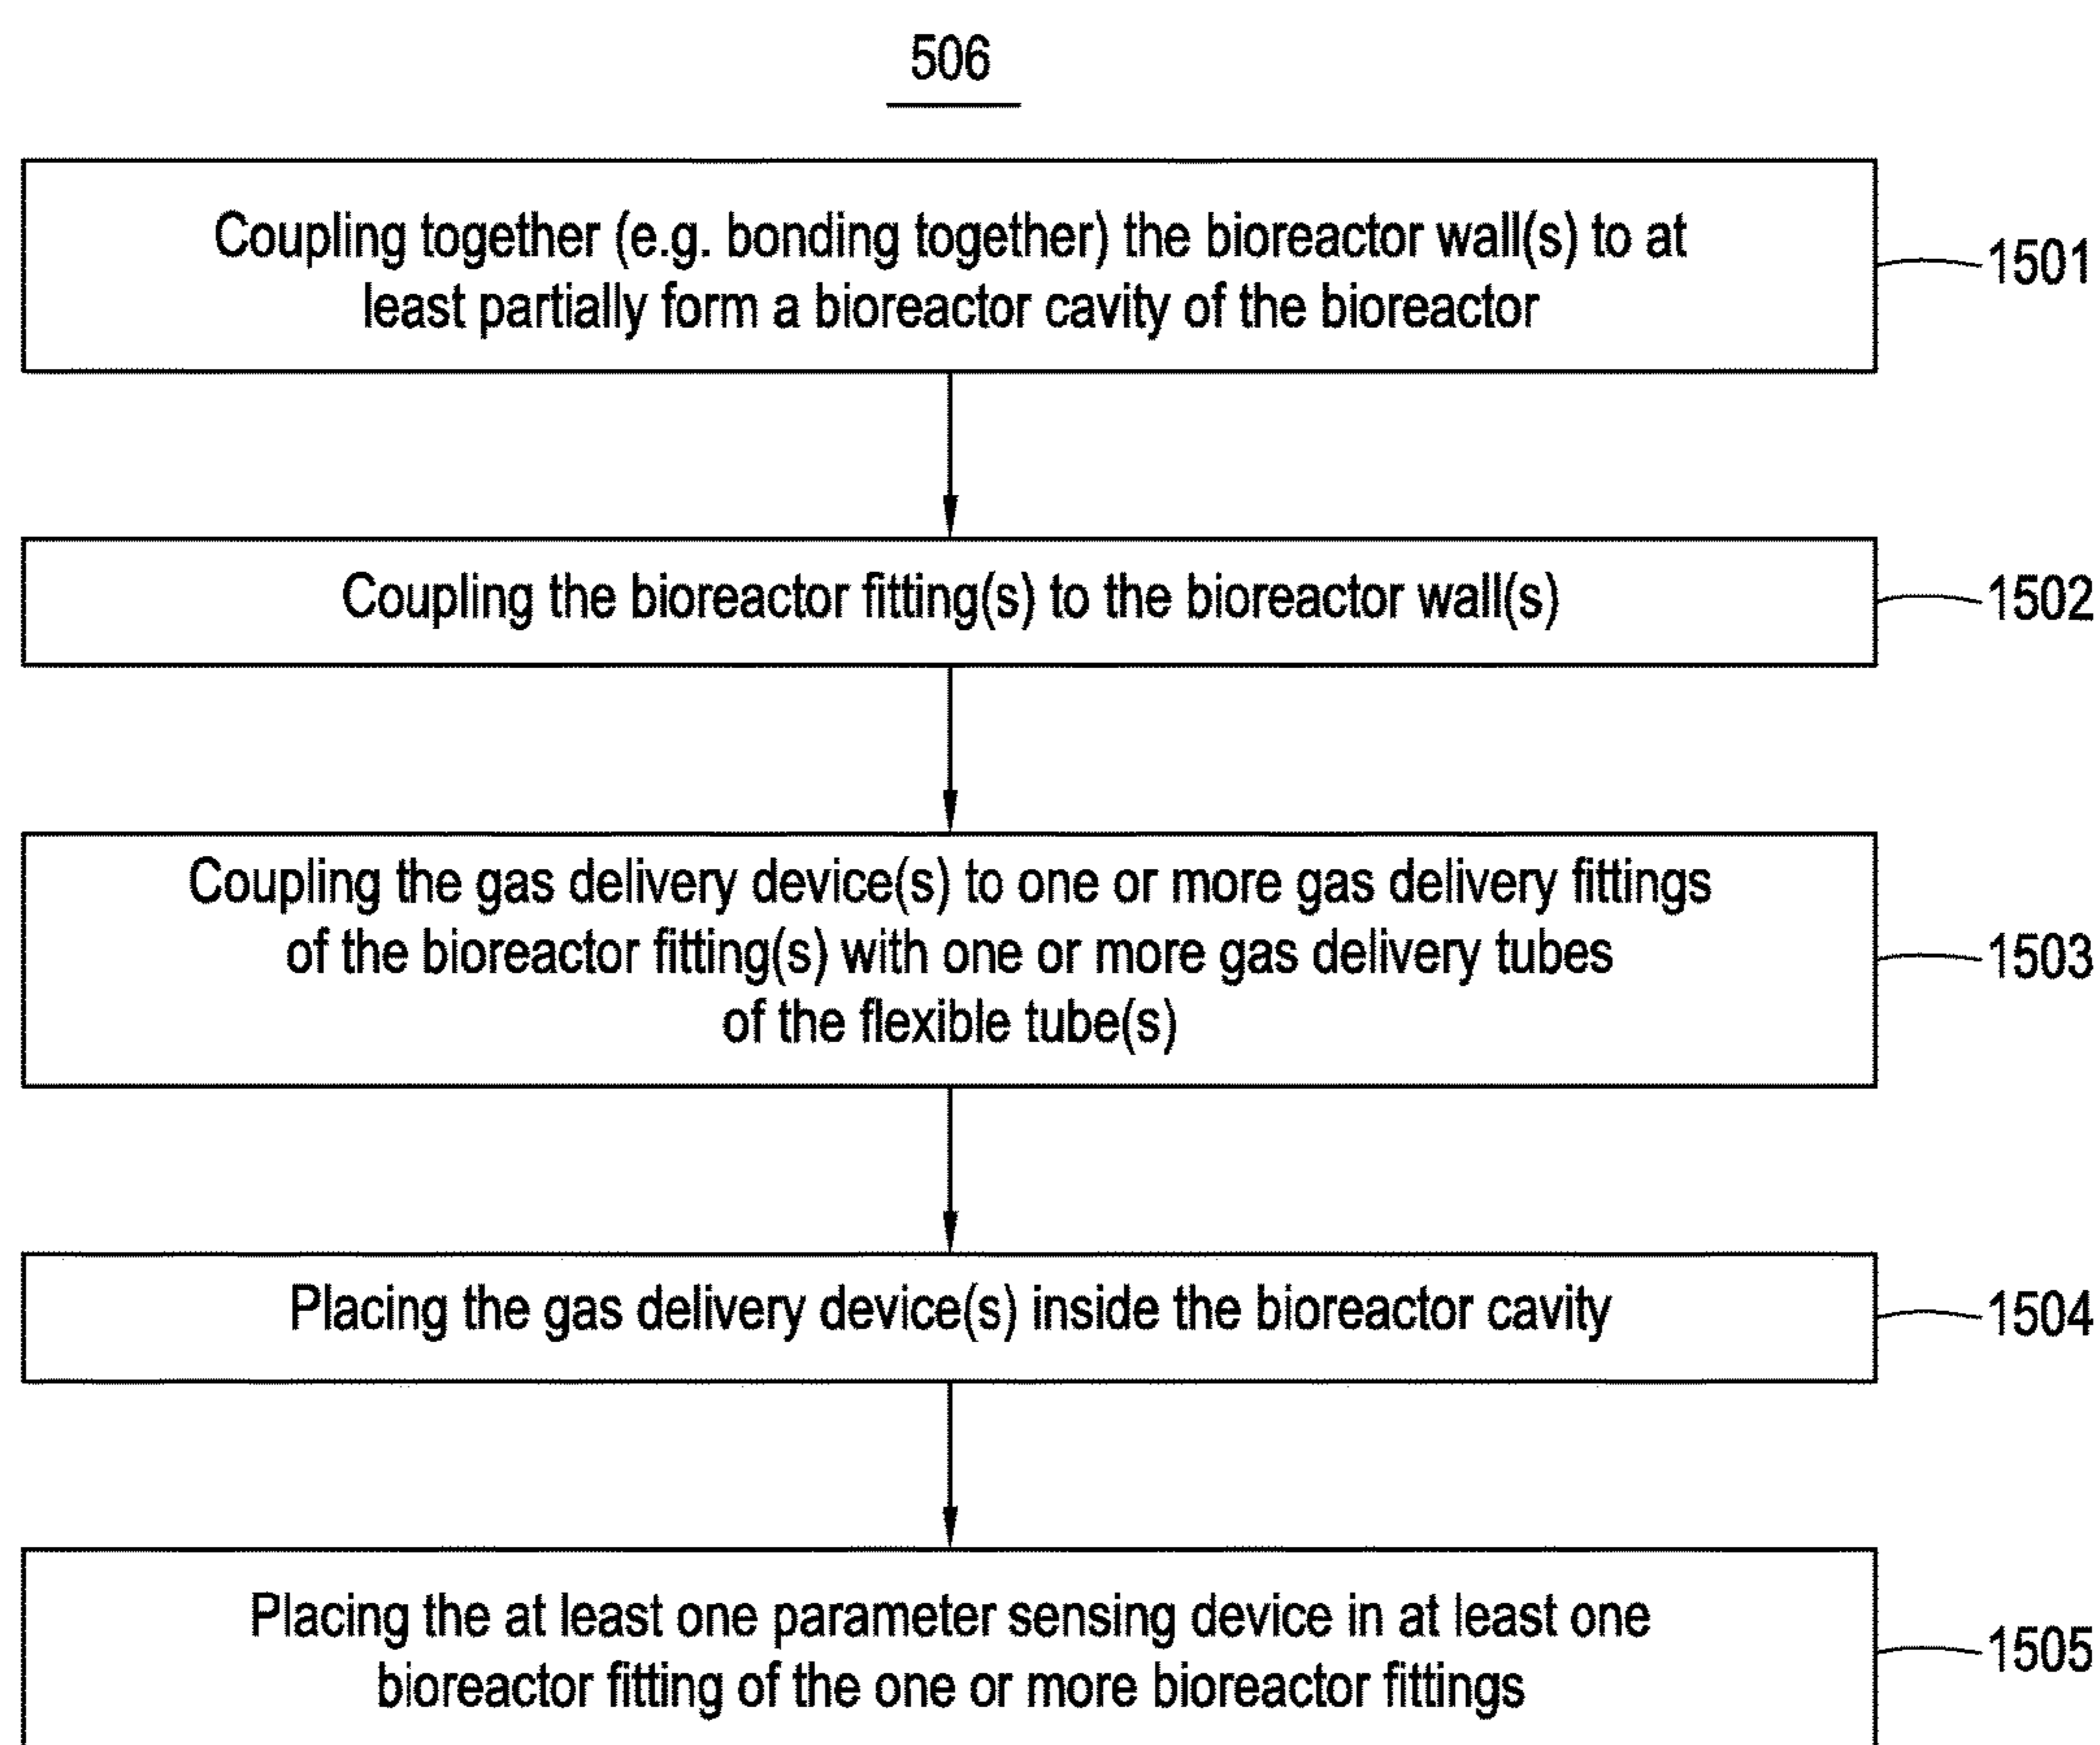 506
Coupling together (e.g. bonding together) the bioreactor wall(s) to at
least partially form a bioreactor cavity of the bioreactor
1501
Coupling the bioreactor fitting(s) to the bioreactor wall(s)
1502
Coupling the gas delivery device(s) to one or more gas delivery fittings
of the bioreactor fitting(s) with one or more gas delivery tubes
of the flexible tube(s)
1503
Placing the gas delivery device(s) inside the bioreactor cavity
1504
Placing the at least one parameter sensing device in at least one
bioreactor fitting of the one or more bioreactor fittings
1505